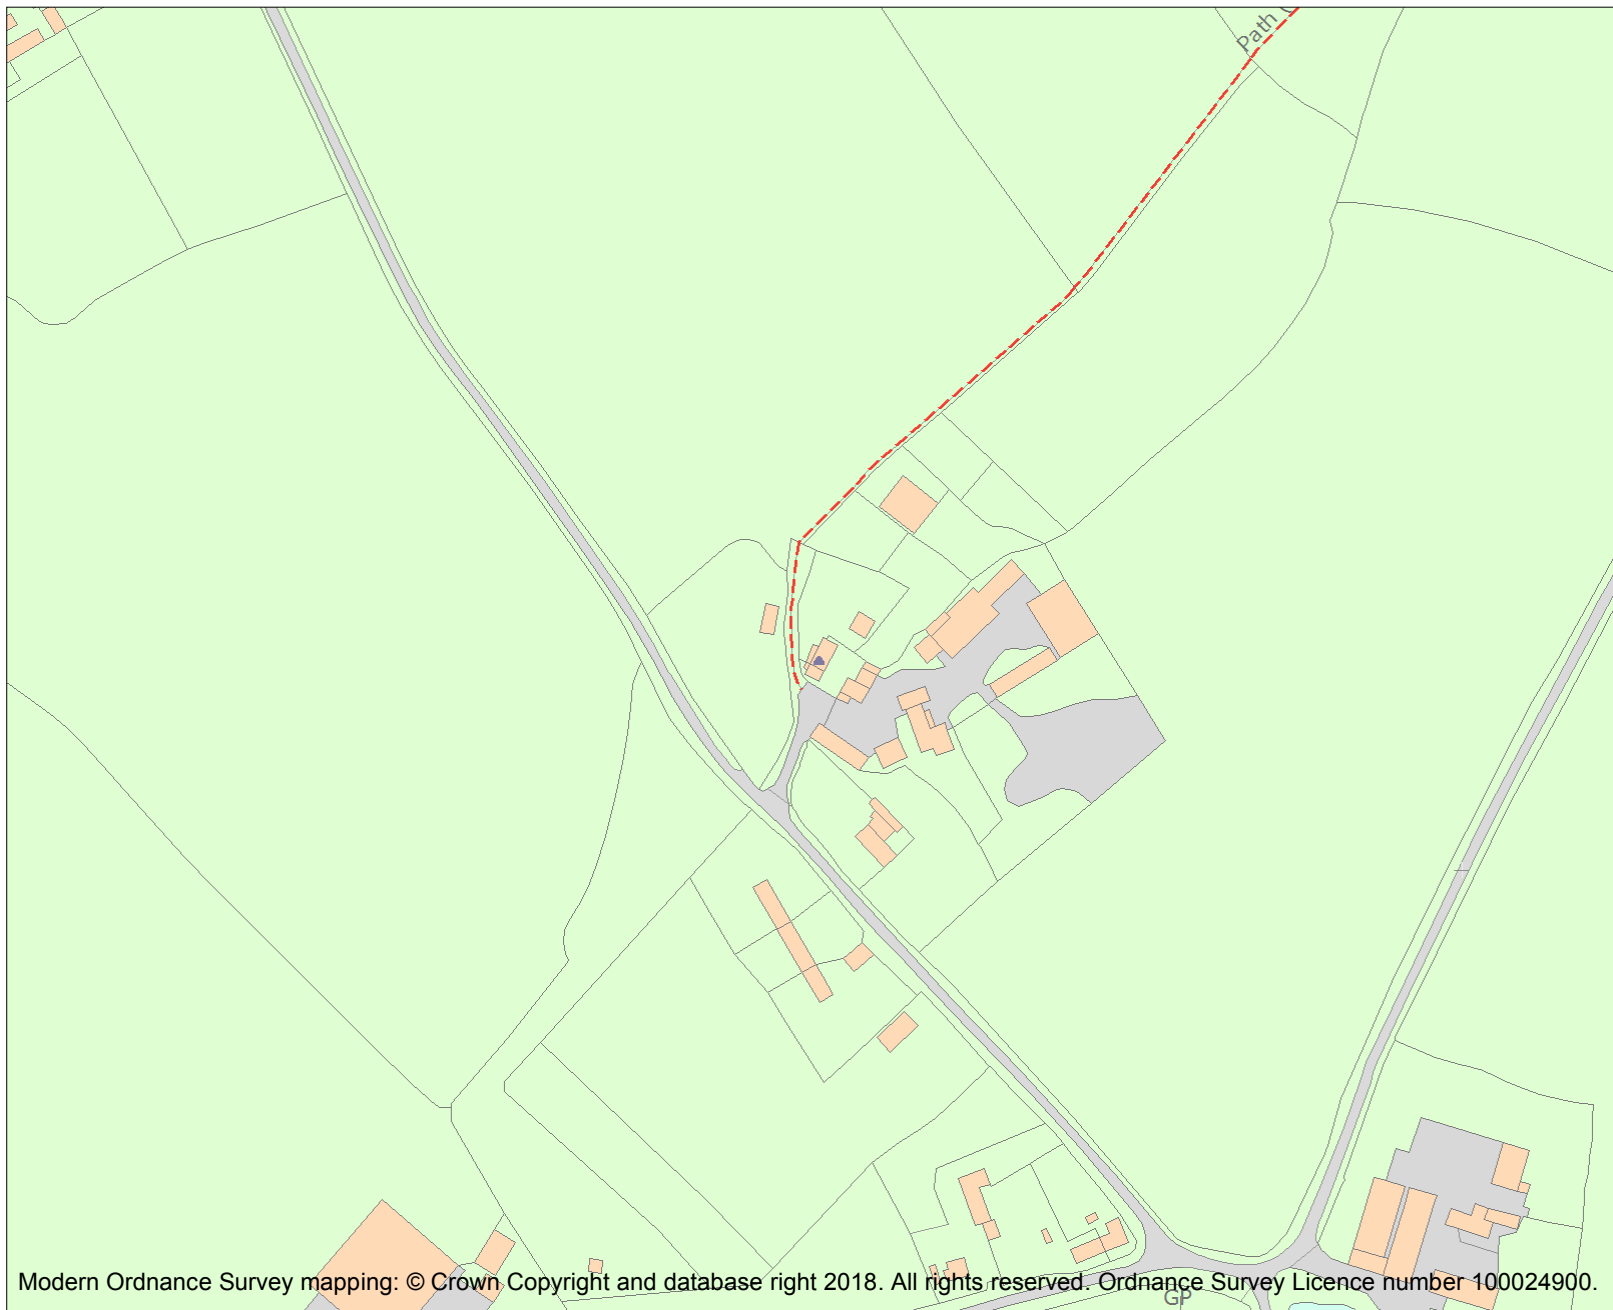 Path
GP
Modern Ordnance Survey mapping: © Crown Copyright and database right 2018. All rights reserved. Ordnance Survey Licence number 100024900.